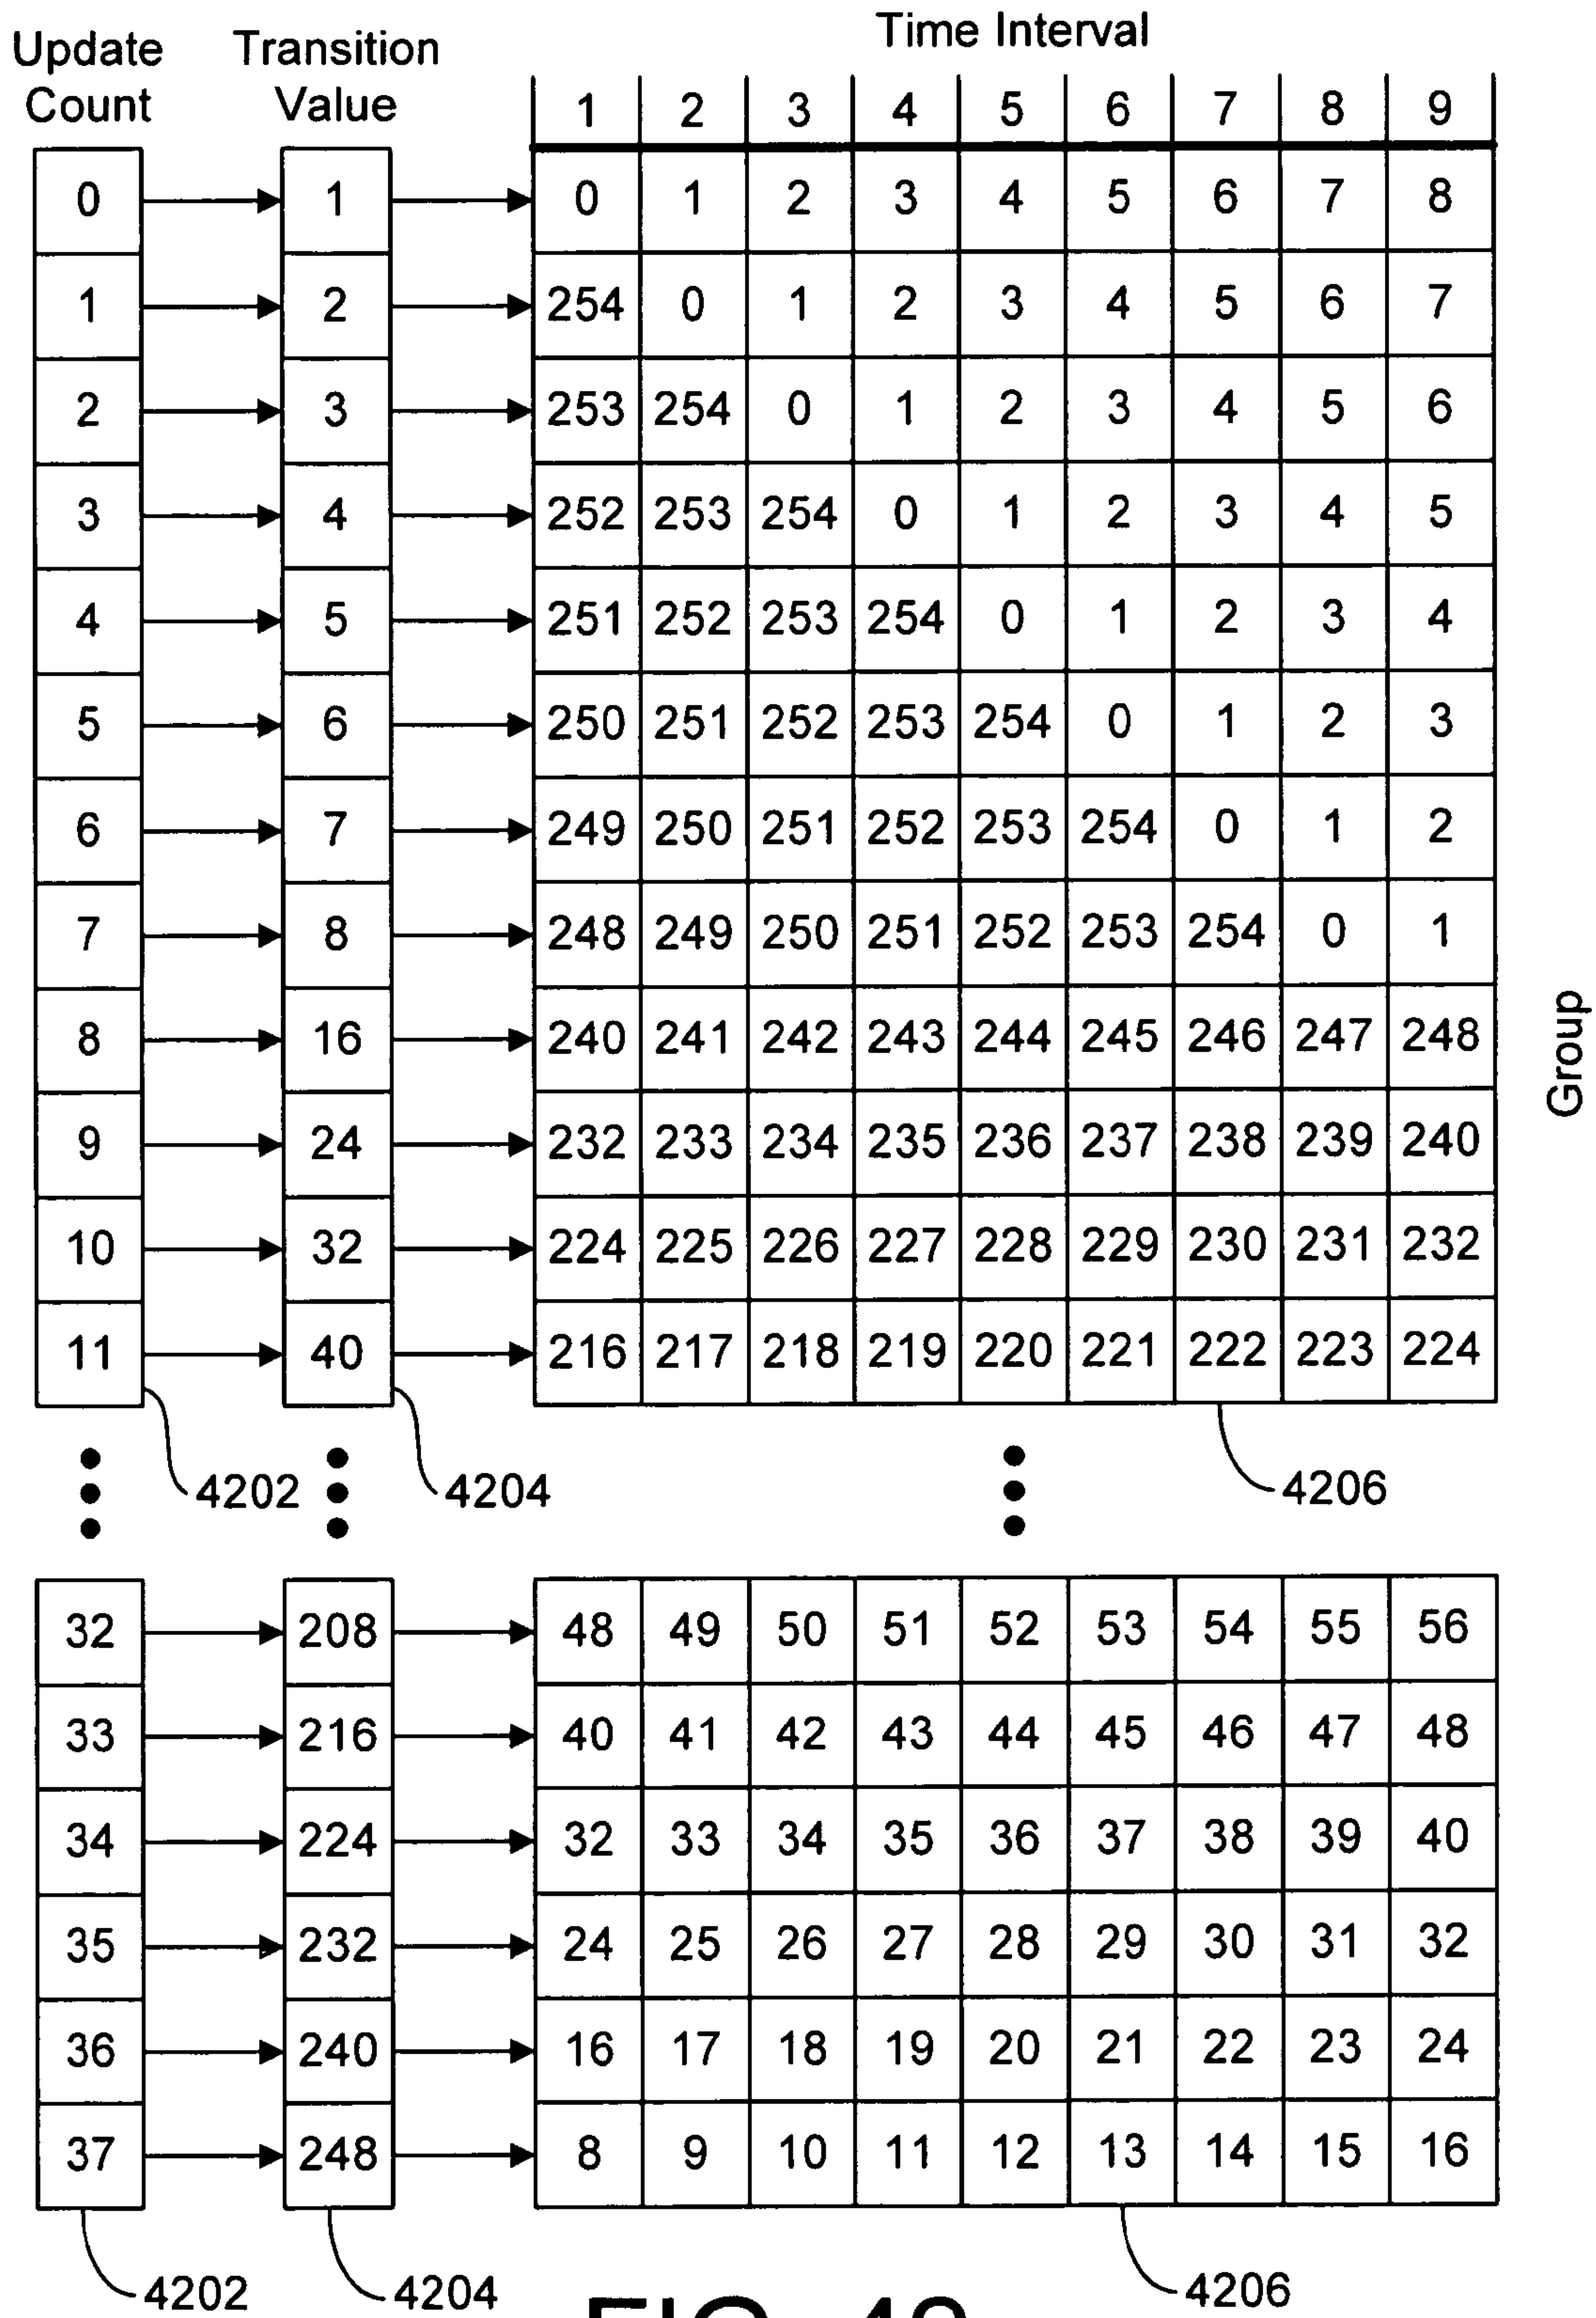 Time Interval
Update Transition
Count Value 1 2 3 4 5 6 7 8 9
0 1 0 1 2 3 4 5 6 7 8
1 2 254 0 1 2 3 4 5 6 7
2 3 253 254 0 1 2 3 4 5 6
3 4 252 253 254 0 1 2 3 4 5
4 5 251 252 253 254 0 1 2 3 4
5 6 250 251 252 253 254 0 1 2 3
6 7 249 250 251 252 253 254 0 1 2
7 8 248 249 250 251 252 253 254 0 1
8 16 240 241 242 243 244 245 246 247 248
9 24 232 233 234 235 236 237 238 239 240
10 32 224 225 226 227 228 229 230 231 232
11 40 216 217 218 219 220 221 222 223 224
Group
4202 4204 4206
32 208 48 49 50 51 52 53 54 55 56
33 216 40 41 42 43 44 45 46 47 48
34 224 32 33 34 35 36 37 38 39 40
35 232 24 25 26 27 28 29 30 31 32
36 240 16 17 18 19 20 21 22 23 24
37 248 8 9 10 11 12 13 14 15 16
4202 4204 4206